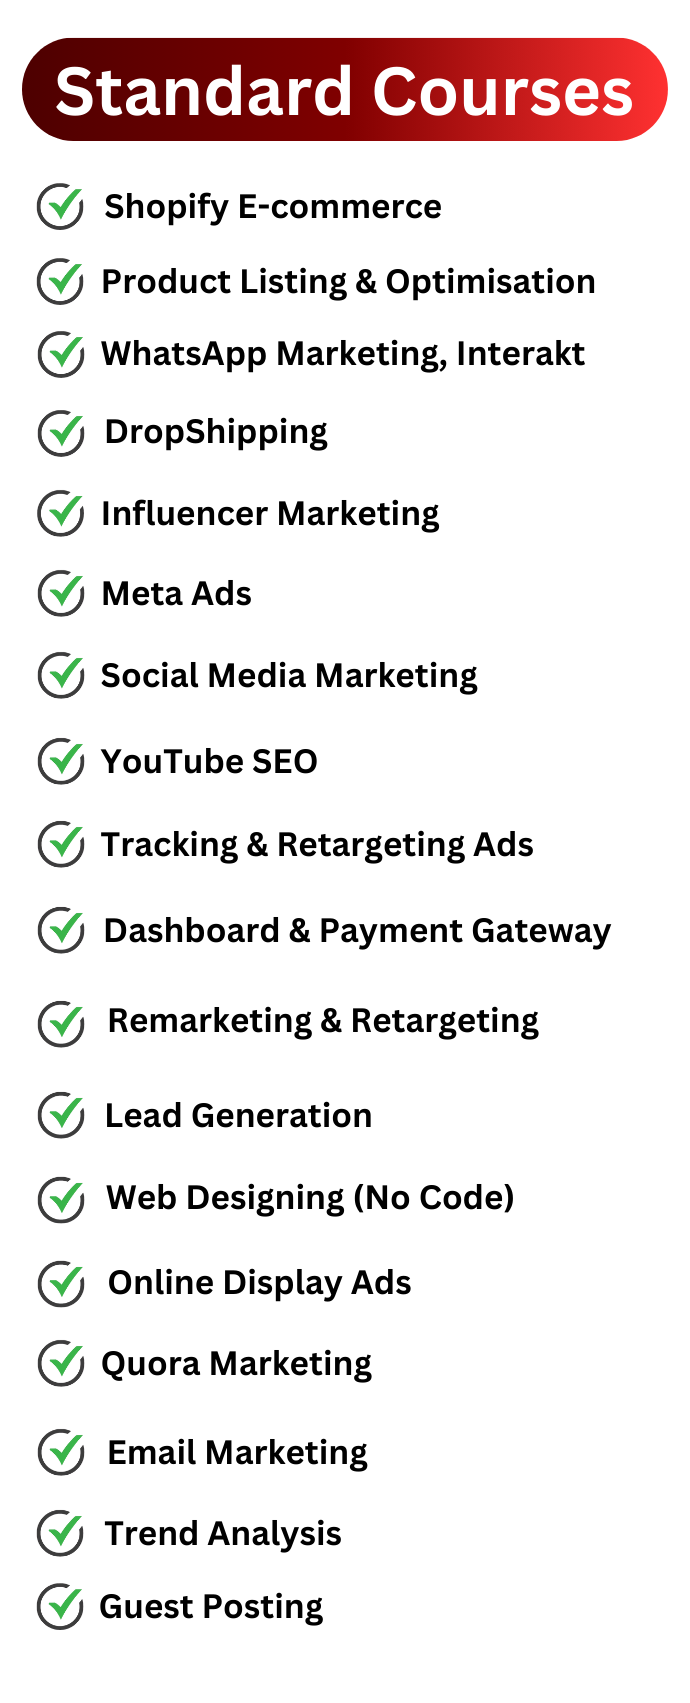 Standard Courses
Shopify E-commerce
Product Listing & Optimisation
WhatsApp Marketing, Interakt
DropShipping
Influencer Marketing
Meta Ads
Social Media Marketing
YouTube SEO
Tracking & Retargeting Ads
Dashboard & Payment Gateway
Remarketing & Retargeting
Lead Generation
Web Designing (No Code)
Online Display Ads
Quora Marketing
Email Marketing
Trend Analysis
Guest Posting